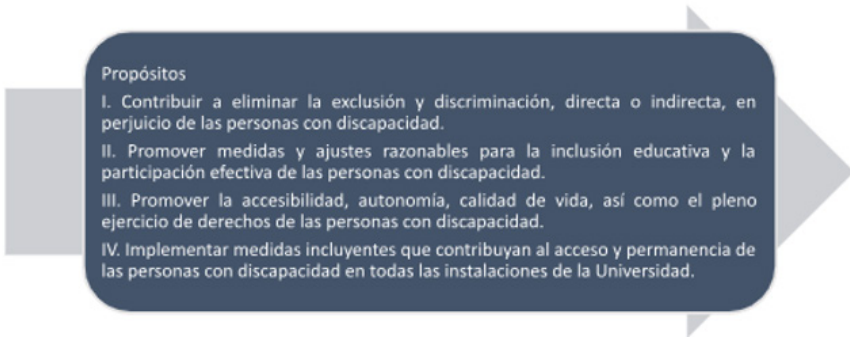 Propósitos
I. Contribuir a eliminar la exclusión y discriminación, directa o indirecta, en
perjuicio de las personas con discapacidad.
II. Promover medidas y ajustes razonables para la inclusión educativa y la
participación efectiva de las personas con discapacidad.
III. Promover la accesibilidad, autonomía, calidad de vida, así como el pleno
ejercicio de derechos de las personas con discapacidad.
IV. Implementar medidas incluyentes que contribuyan al acceso y permanencia de
las personas con discapacidad en todas las instalaciones de la Universidad.